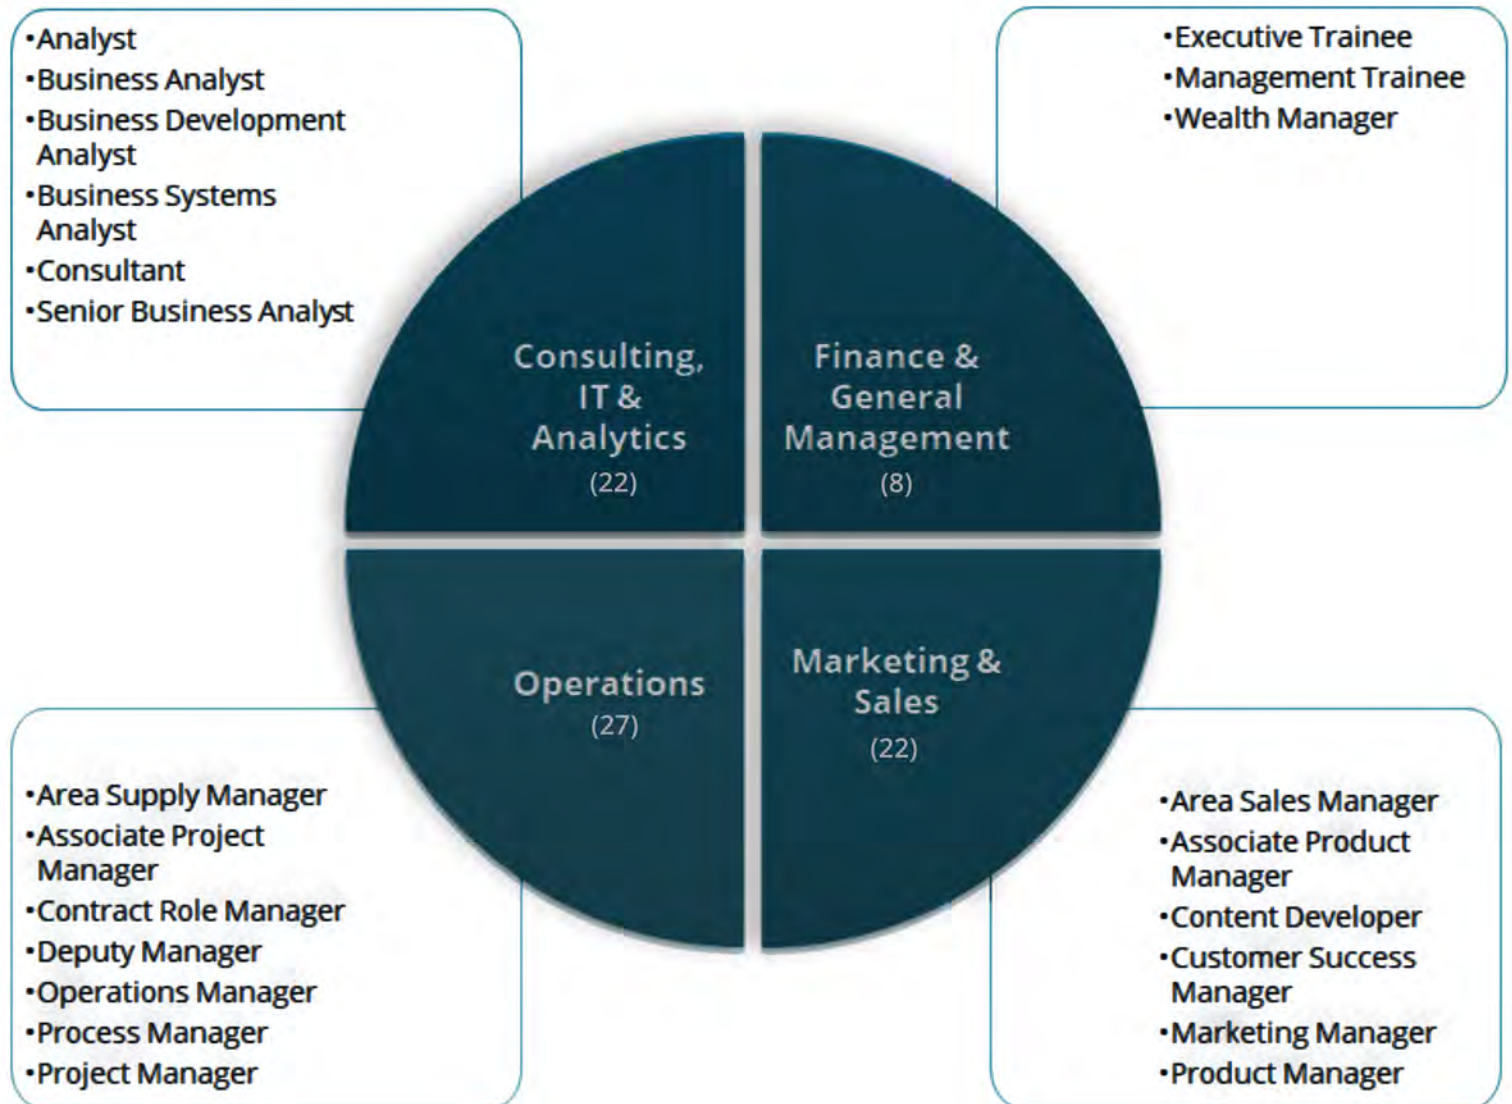 •Analyst
•Business Analyst
•Business Development
Analyst
•Business Systems
Analyst
•Consultant
•Senior Business Analyst
•Executive Trainee
•Management Trainee
•Wealth Manager
Consulting,
IT &
Analytics
(22)
Finance &
General
Management
(8)
Operations
(27)
Marketing &
Sales
(22)
•Area Supply Manager
•Associate Project
Manager
•Contract Role Manager
•Deputy Manager
•Operations Manager
•Process Manager
•Project Manager
•Area Sales Manager
•Associate Product
Manager
•Content Developer
•Customer Success
Manager
•Marketing Manager
•Product Manager